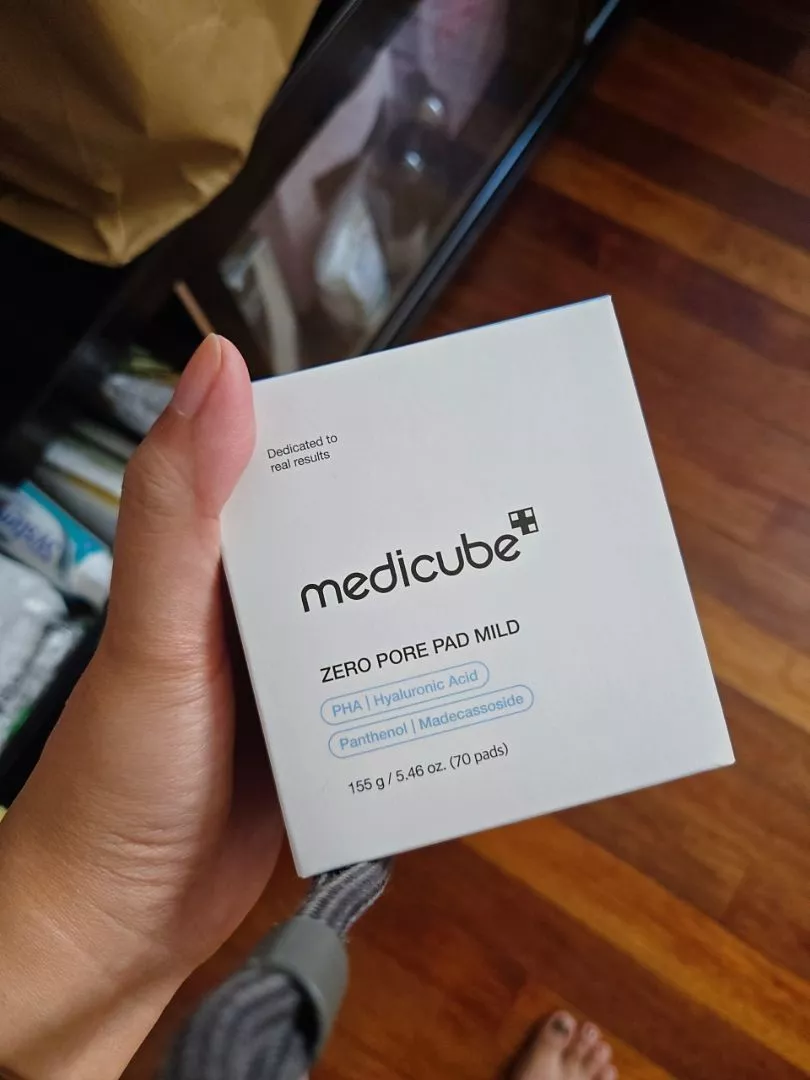 Dedicated to
real results
medicube
ZERO PORE PAD MILD
PHA | Hyaluronic Acid
Panthenol | Madecassoside
155 g / 5.46 oz. (70 pads)